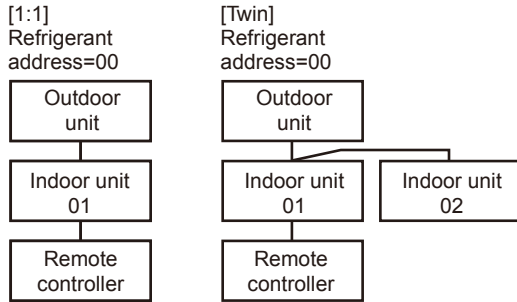 [1:1]
Refrigerant
address=00
Outdoor
unit
Indoor unit
01
Remote
controller
[Twin]
Refrigerant
address=00
Outdoor
unit
Indoor unit
01
Indoor unit
02
Remote
controller